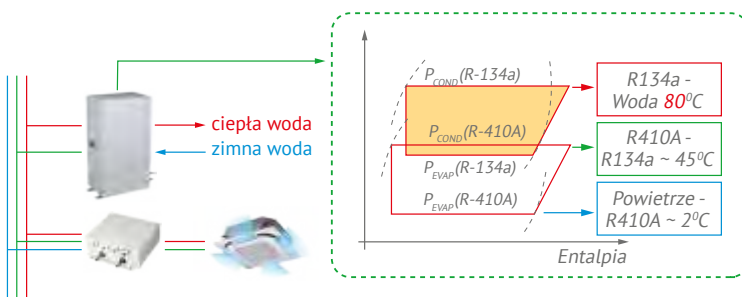 ciepła woda
zimna woda
P_COND(R-134a)
P_COND(R-410A)
P_EVAP(R-134a)
P_EVAP(R-410A)
Entalpia
R134a -
Woda 80⁰C
R410A -
R134a ~ 45⁰C
Powietrze -
R410A ~ 2⁰C